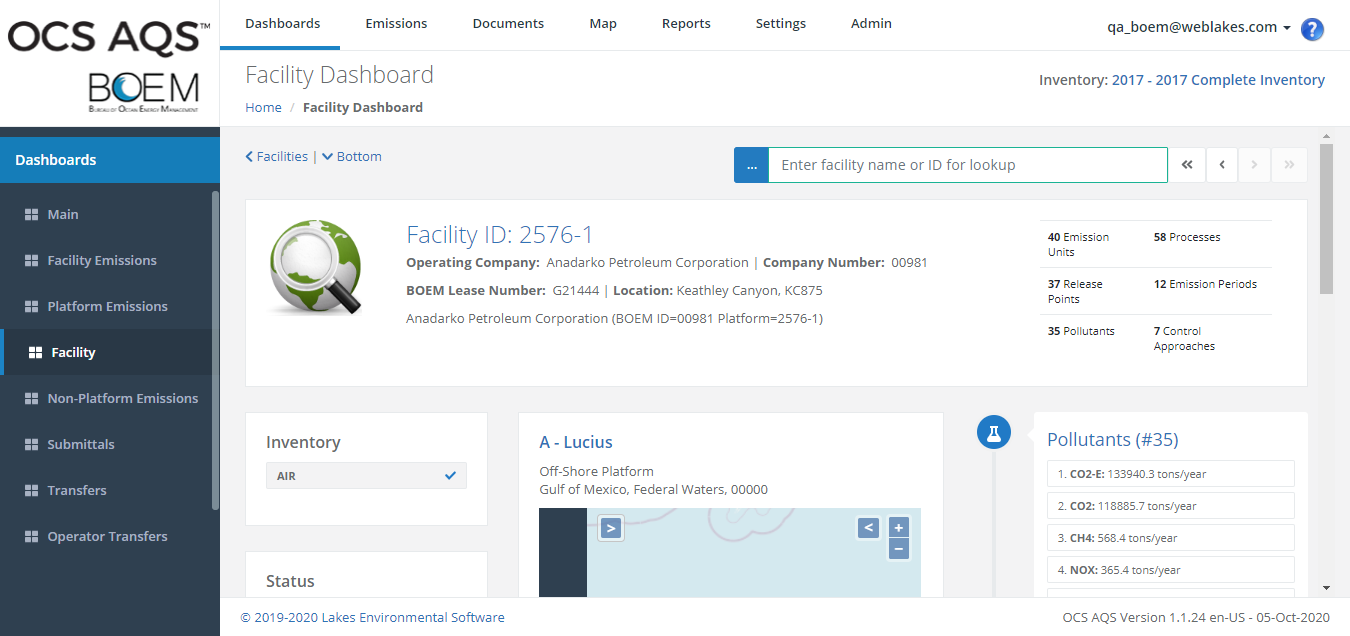 OCS AQS™
BOEM
BUREAU OF OCEAN ENERGY MANAGEMENT
Dashboards
Emissions
Documents
Map
Reports
Settings
Admin
qa_boem@weblakes.com
?
Facility Dashboard
Home / Facility Dashboard
Inventory: 2017 - 2017 Complete Inventory
Dashboards
Main
Facility Emissions
Platform Emissions
Facility
Non-Platform Emissions
Submittals
Transfers
Operator Transfers
Facilities | Bottom
...
Enter facility name or ID for lookup
Facility ID: 2576-1
Operating Company: Anadarko Petroleum Corporation | Company Number: 00981
BOEM Lease Number: G21444 | Location: Keathley Canyon, KC875
Anadarko Petroleum Corporation (BOEM ID=00981 Platform=2576-1)
40 Emission
Units
58 Processes
37 Release
Points
12 Emission Periods
35 Pollutants
7 Control
Approaches
Inventory
AIR
Status
A - Lucius
Off-Shore Platform
Gulf of Mexico, Federal Waters, 00000
>
<
+
−
Pollutants (#35)
1. CO2-E: 133940.3 tons/year
2. CO2: 118885.7 tons/year
3. CH4: 568.4 tons/year
4. NOX: 365.4 tons/year
© 2019-2020 Lakes Environmental Software
OCS AQS Version 1.1.24 en-US - 05-Oct-2020